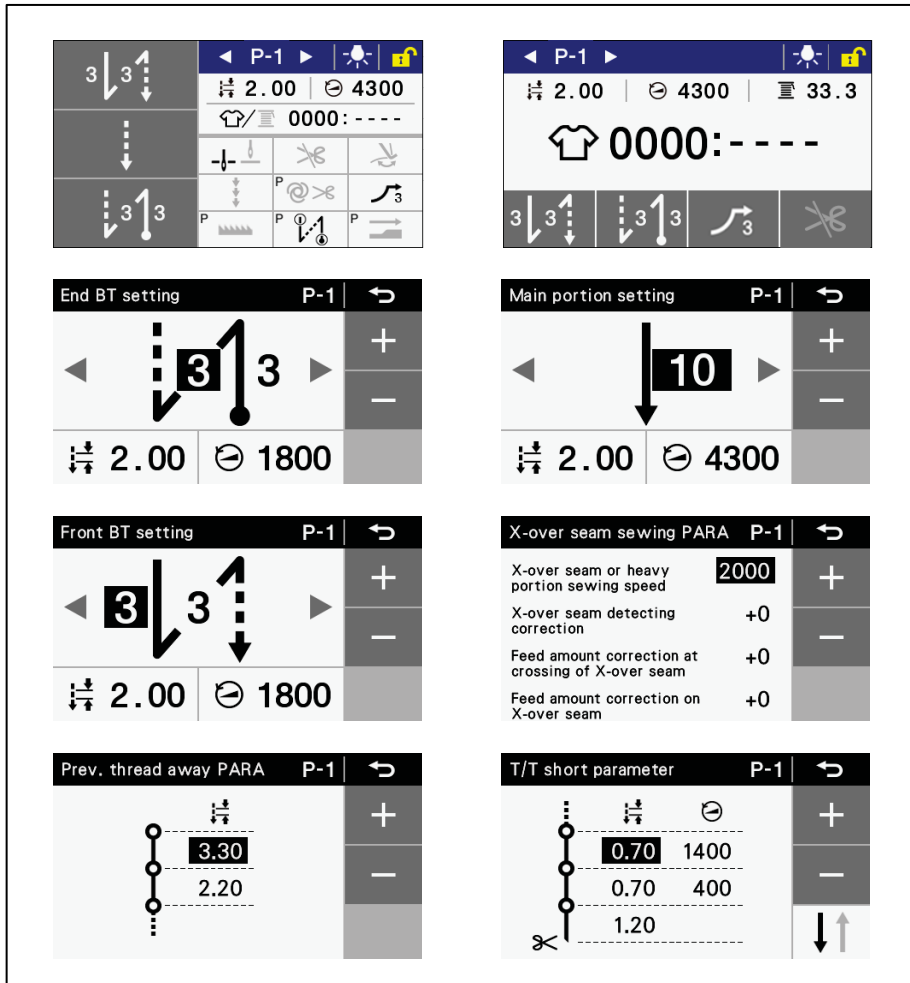 P-1
3 3
2.00 4300
0000:----
3 3
P 3
P P P
P-1
2.00 4300 33.3
0000:----
3 3 3 3 3
End BT setting P-1
3 3
+
−
2.00 1800
Main portion setting P-1
10
+
−
2.00 4300
Front BT setting P-1
3 3
+
−
2.00 1800
X-over seam sewing PARA P-1
X-over seam or heavy 2000
portion sewing speed
X-over seam detecting +0
correction
Feed amount correction at +0
crossing of X-over seam
Feed amount correction on +0
X-over seam
+
−
Prev. thread away PARA P-1
3.30
2.20
+
−
T/T short parameter P-1
0.70 1400
0.70 400
1.20
+
−